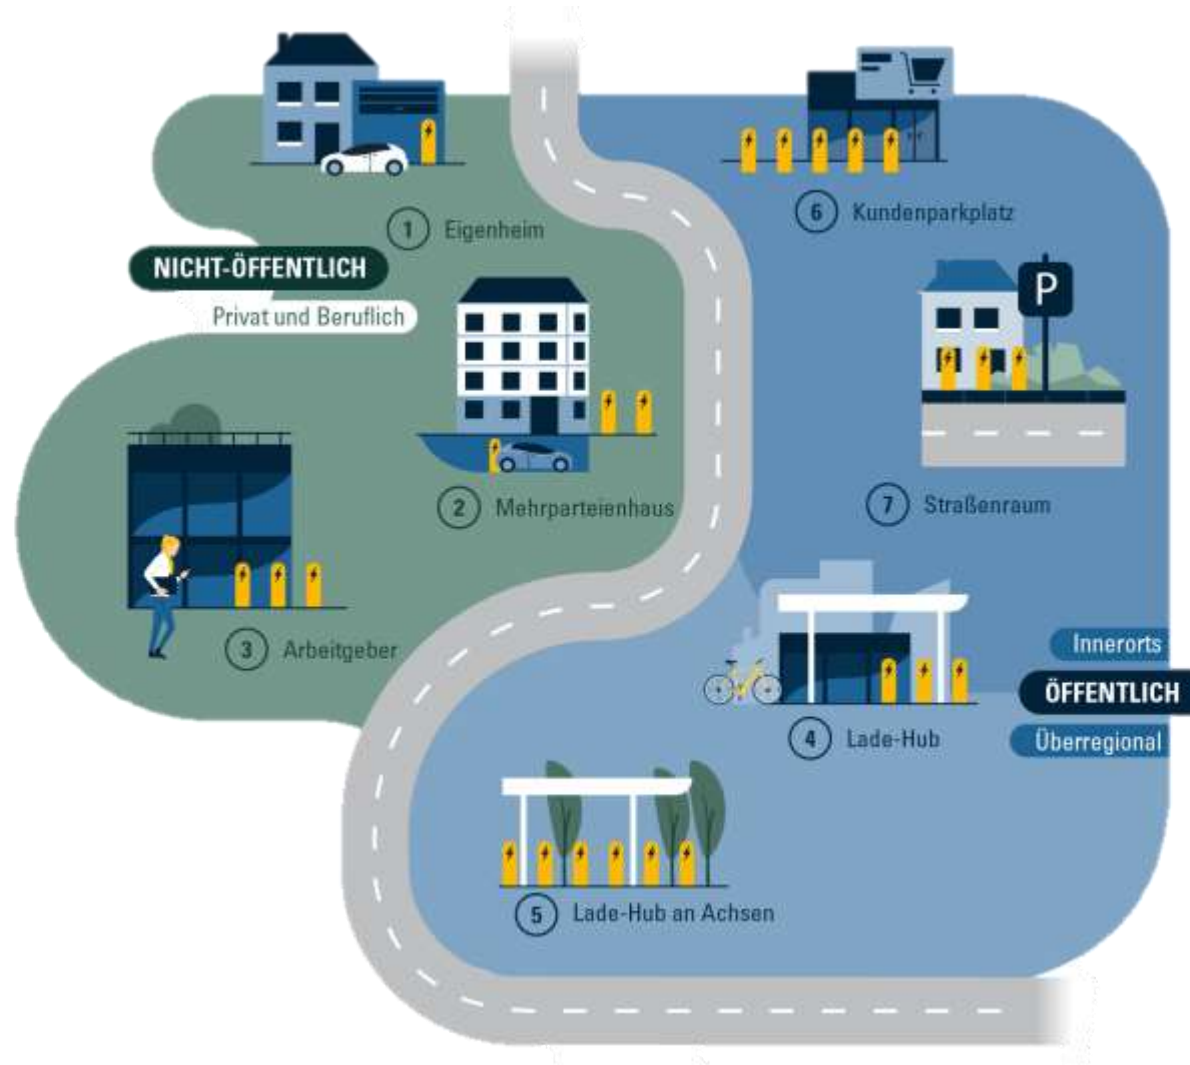 1 Eigenheim
NICHT-ÖFFENTLICH
Privat und Beruflich
2 Mehrparteienhaus
3 Arbeitgeber
6 Kundenparkplatz
P
7 Straßenraum
Innerorts
ÖFFENTLICH
Überregional
4 Lade-Hub
5 Lade-Hub an Achsen